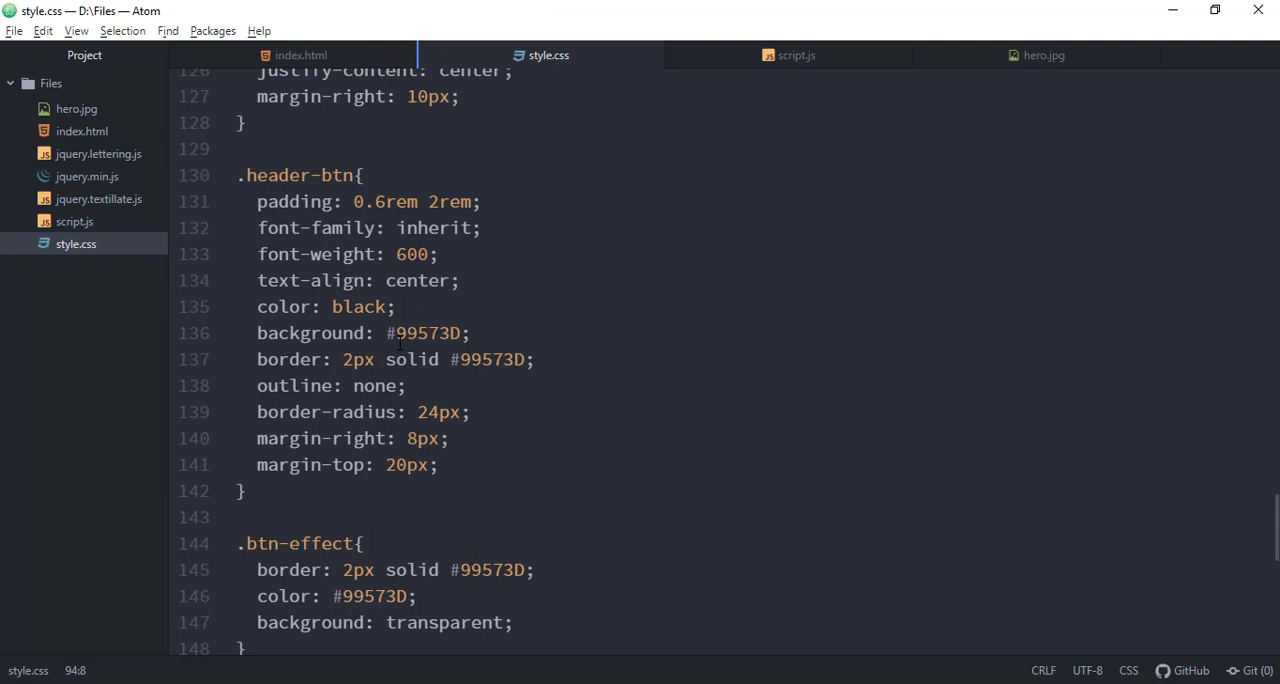 style.css — D:\Files — Atom
File Edit View Selection Find Packages Help
Project
index.html
style.css
script.js
hero.jpg
Files
hero.jpg
index.html
jquery.lettering.js
jquery.min.js
jquery.textillate.js
script.js
style.css
126 justify-content: center;
127 margin-right: 10px;
128 }
129
130 .header-btn{
131 padding: 0.6rem 2rem;
132 font-family: inherit;
133 font-weight: 600;
134 text-align: center;
135 color: black;
136 background: #99573D;
137 border: 2px solid #99573D;
138 outline: none;
139 border-radius: 24px;
140 margin-right: 8px;
141 margin-top: 20px;
142 }
143
144 .btn-effect{
145 border: 2px solid #99573D;
146 color: #99573D;
147 background: transparent;
148 }
style.css 94:8 CRLF UTF-8 CSS GitHub Git (0)